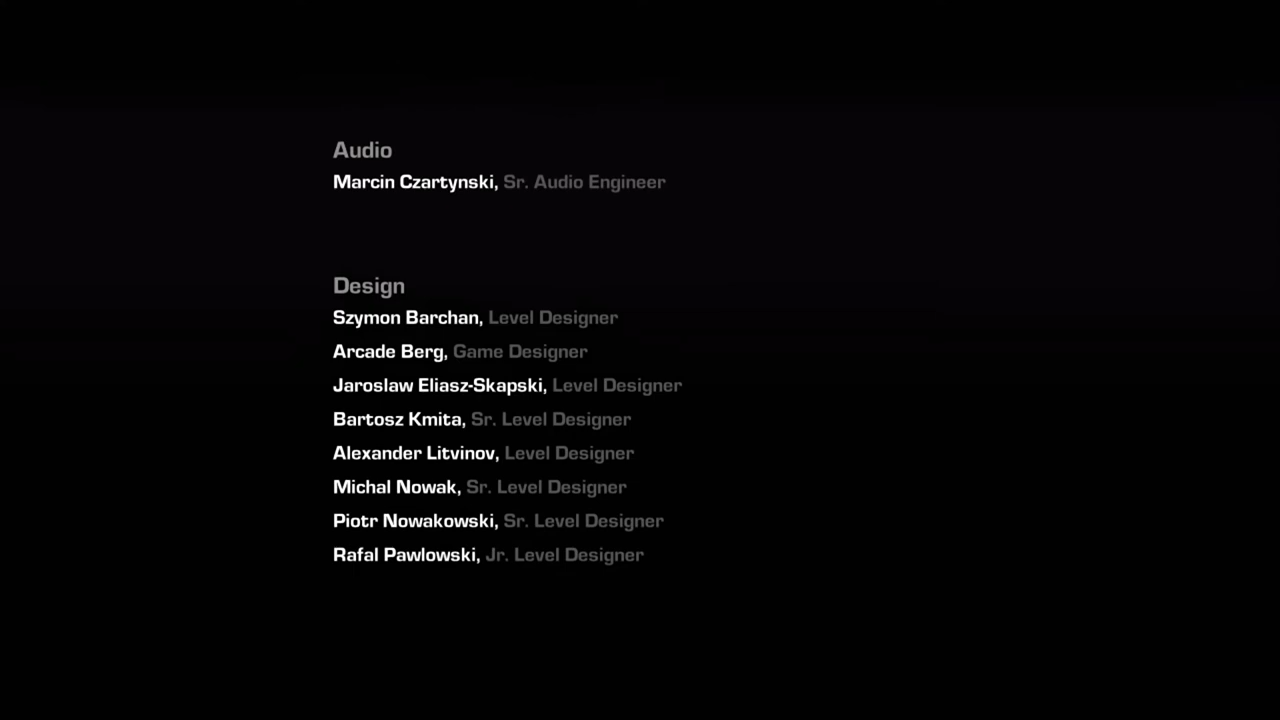 Audio
Marcin Czartynski, Sr. Audio Engineer
Design
Szymon Barchan, Level Designer
Arcade Berg, Game Designer
Jaroslaw Eliasz-Skapski, Level Designer
Bartosz Kmita, Sr. Level Designer
Alexander Litvinov, Level Designer
Michal Nowak, Sr. Level Designer
Piotr Nowakowski, Sr. Level Designer
Rafal Pawlowski, Jr. Level Designer